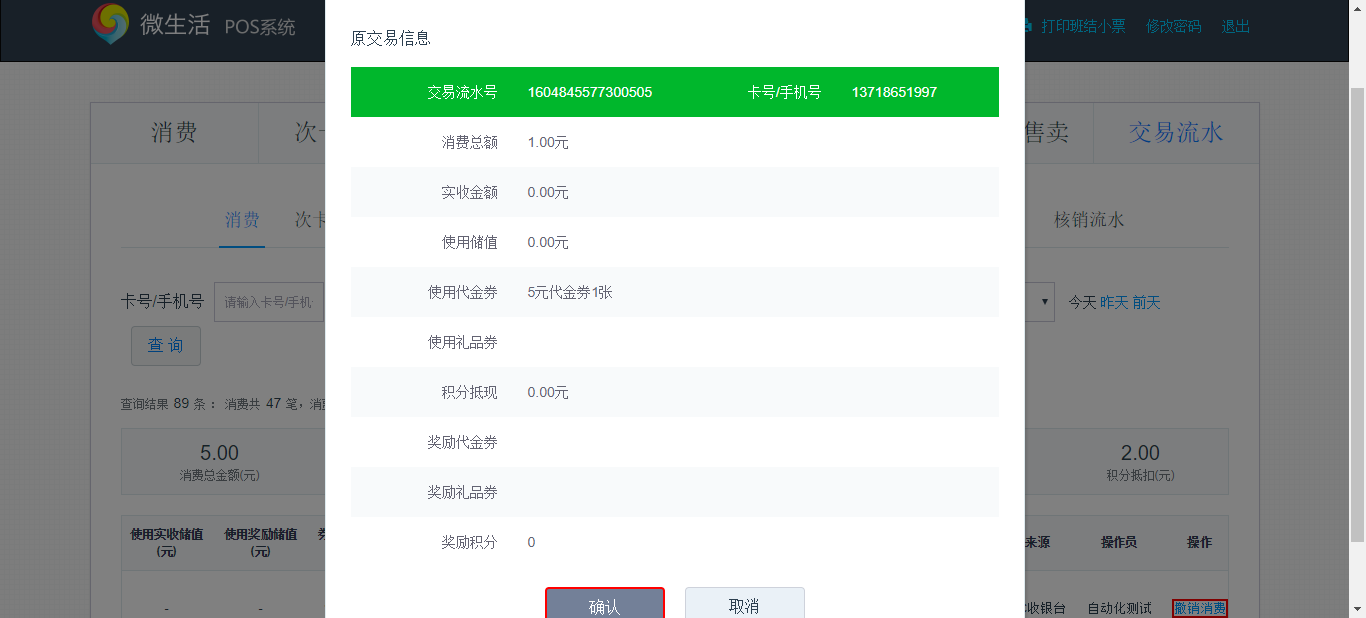 微生活 POS系统
打印班结小票 修改密码 退出
原交易信息
交易流水号 1604845577300505 卡号/手机号 13718651997
消费总额 1.00元
实收金额 0.00元
使用储值 0.00元
使用代金券 5元代金券1张
使用礼品券
积分抵现 0.00元
奖励代金券
奖励礼品券
奖励积分 0
确认 取消
消费 次 售卖 交易流水
消费 次卡 核销流水
卡号/手机号 请输入卡号/手机 今天 昨天 前天
查 询
查询结果 89 条： 消费共 47 笔，消
5.00 2.00
消费总金额(元) 积分抵扣(元)
使用实收储值 使用奖励储值 来源 操作员 操作
(元) (元)
- - 收银台 自动化测试 撤销消费